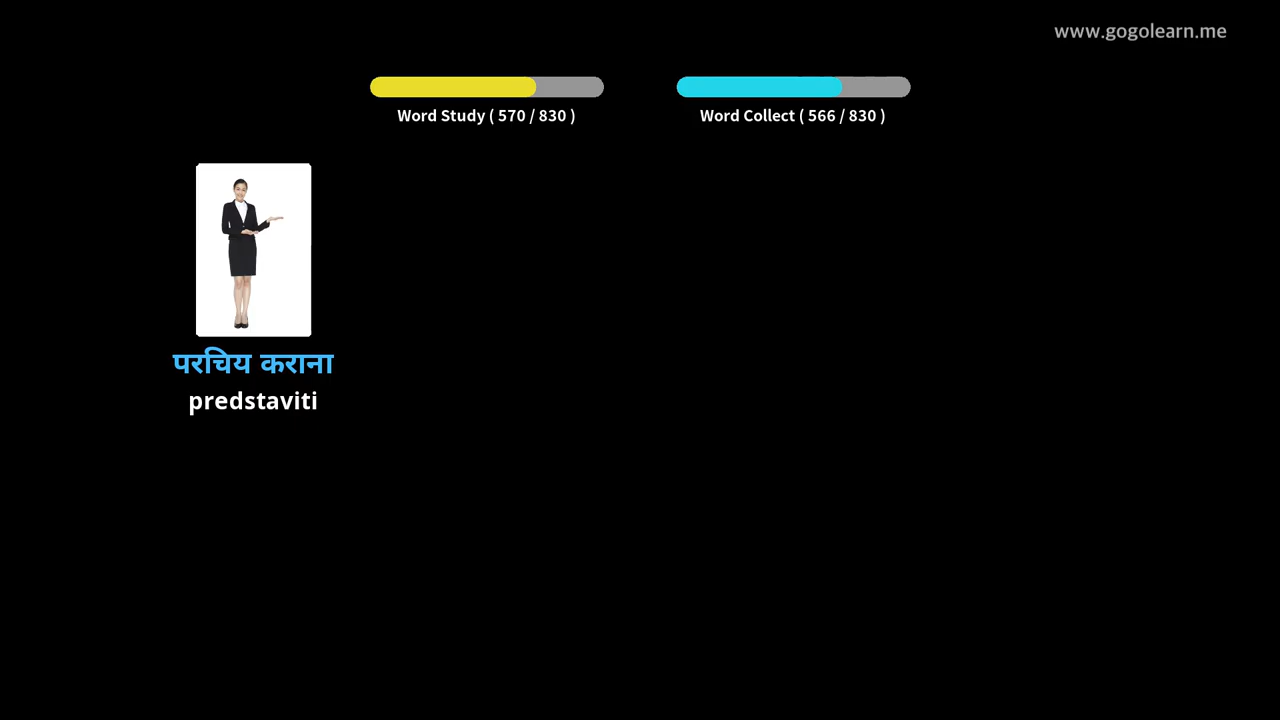 www.gogolearn.me
Word Study ( 570 / 830 )
Word Collect ( 566 / 830 )
परिचय कराना
predstaviti